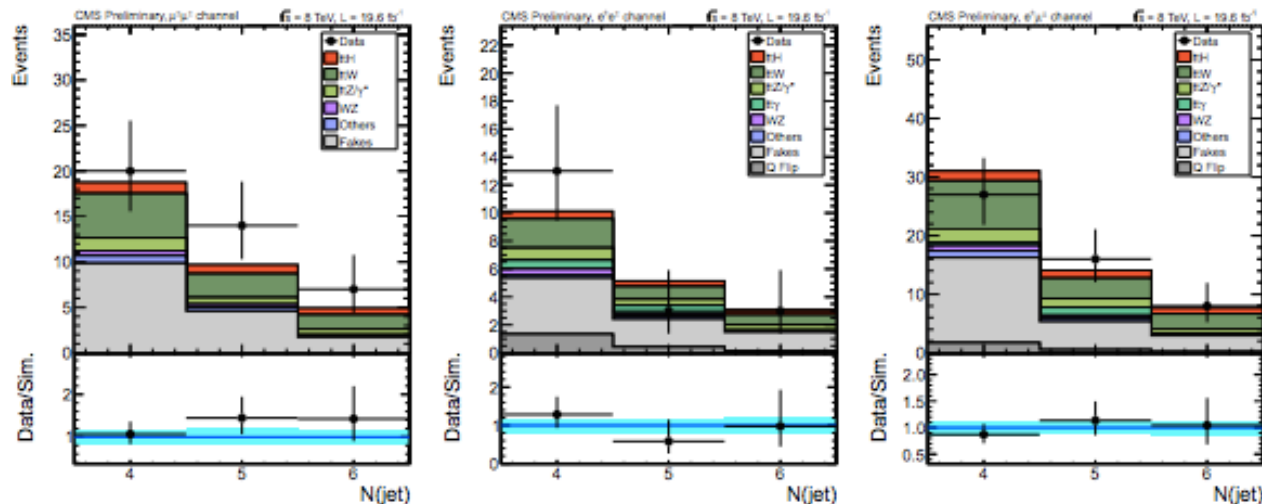 CMS Preliminary, μ±μ± channel √s = 8 TeV, L = 19.6 fb⁻¹
Events
35
30
25
20
15
10
5
0
Data
ttH
ttW
ttZ/γ*
WZ
Others
Fakes
Data/Sim.
2
1
4 5 6
N(jet)
CMS Preliminary, e±e± channel √s = 8 TeV, L = 19.6 fb⁻¹
Events
22
20
18
16
14
12
10
8
6
4
2
0
Data
ttH
ttW
ttZ/γ*
ttγ
WZ
Others
Fakes
Q Flip
Data/Sim.
2
1
0
4 5 6
N(jet)
CMS Preliminary, e±μ± channel √s = 8 TeV, L = 19.6 fb⁻¹
Events
50
40
30
20
10
0
Data
ttH
ttW
ttZ/γ*
ttγ
WZ
Others
Fakes
Q Flip
Data/Sim.
2.0
1.5
1.0
0.5
4 5 6
N(jet)